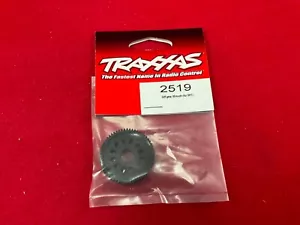 TRAXXAS
The Fastest Name in Radio Control
2519